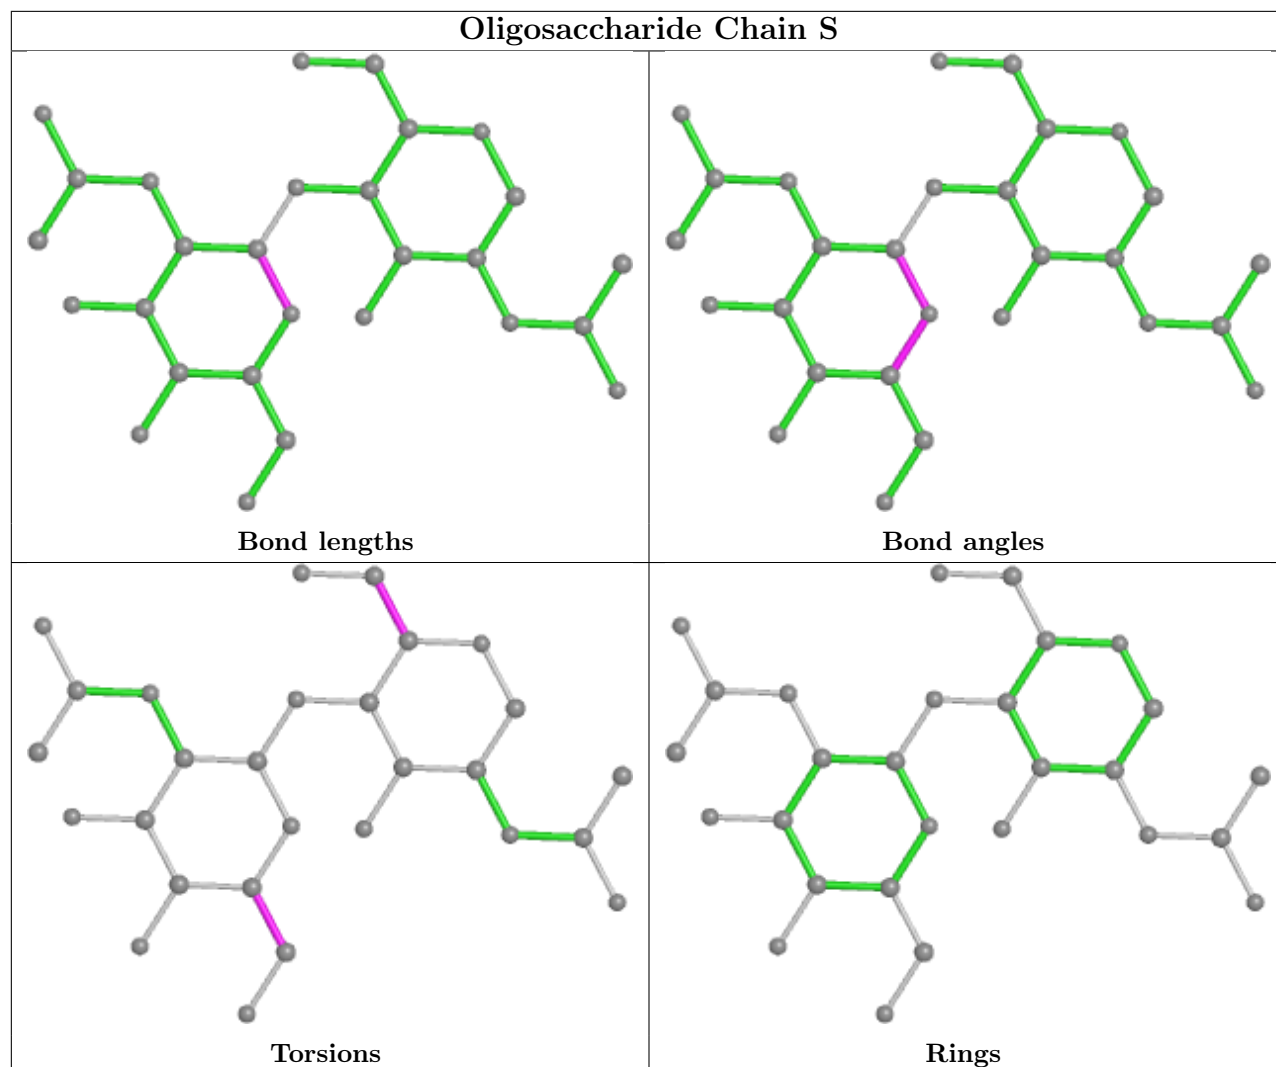 Oligosaccharide Chain S
Bond lengths
Bond angles
Torsions
Rings